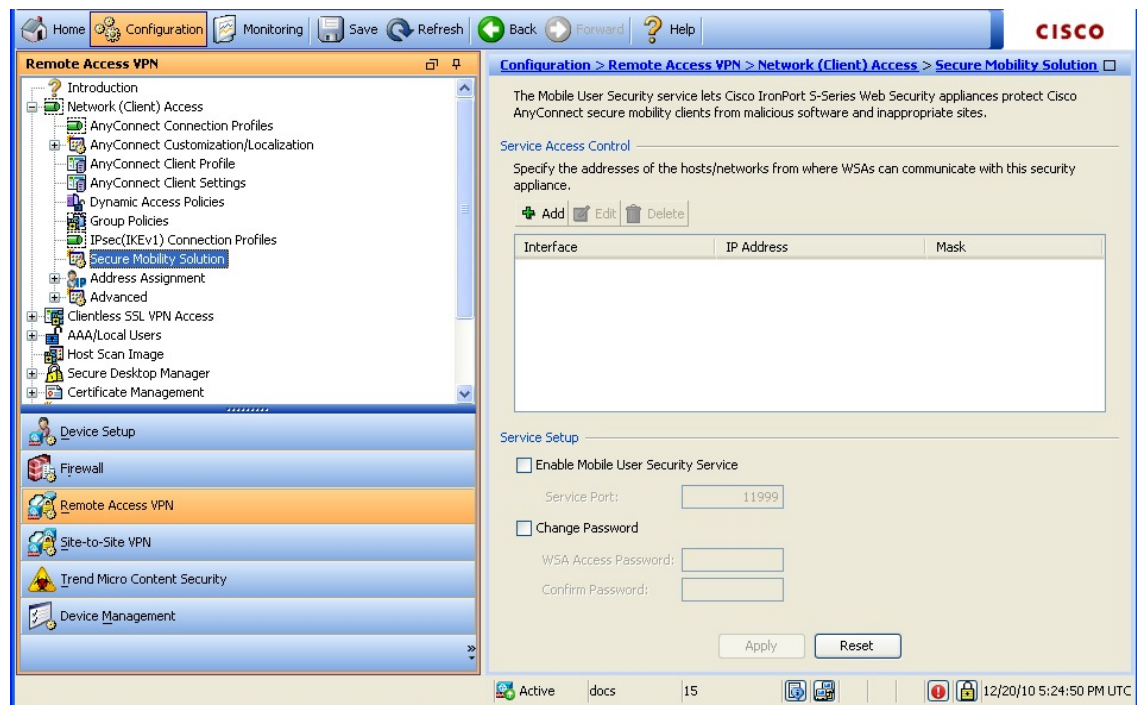 Home Configuration Monitoring Save Refresh Back Forward Help
CISCO
Remote Access VPN
Introduction
Network (Client) Access
AnyConnect Connection Profiles
AnyConnect Customization/Localization
AnyConnect Client Profile
AnyConnect Client Settings
Dynamic Access Policies
Group Policies
IPsec(IKEv1) Connection Profiles
Secure Mobility Solution
Address Assignment
Advanced
Clientless SSL VPN Access
AAA/Local Users
Host Scan Image
Secure Desktop Manager
Certificate Management
Device Setup
Firewall
Remote Access VPN
Site-to-Site VPN
Trend Micro Content Security
Device Management
Configuration > Remote Access VPN > Network (Client) Access > Secure Mobility Solution
The Mobile User Security service lets Cisco IronPort S-Series Web Security appliances protect Cisco
AnyConnect secure mobility clients from malicious software and inappropriate sites.
Service Access Control
Specify the addresses of the hosts/networks from where WSAs can communicate with this security
appliance.
Add Edit Delete
Interface IP Address Mask
Service Setup
Enable Mobile User Security Service
Service Port: 11999
Change Password
WSA Access Password:
Confirm Password:
Apply Reset
Active docs 15 12/20/10 5:24:50 PM UTC